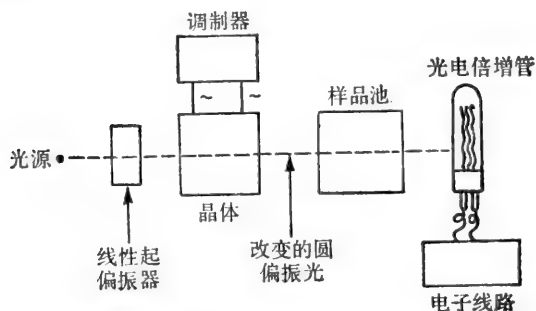 调制器
~ ~
光电倍增管
样品池
光源
晶体
线性起
偏振器
改变的圆
偏振光
电子线路